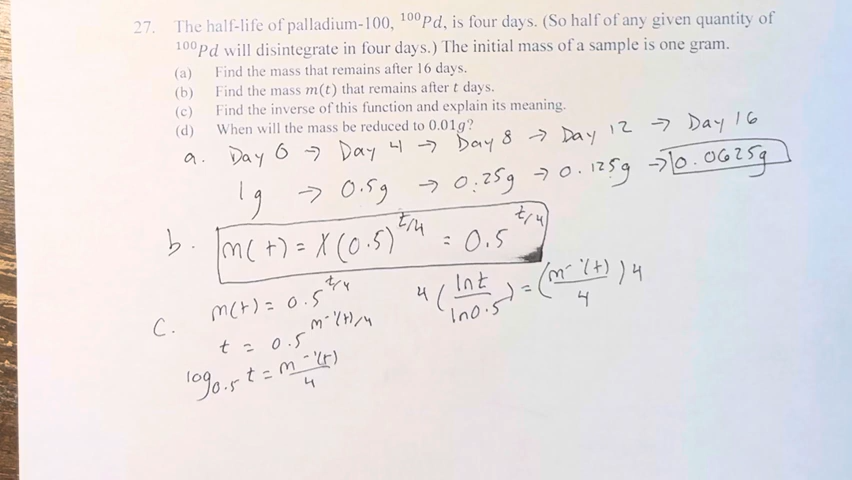 27. The half-life of palladium-100, ¹⁰⁰Pd, is four days. (So half of any given quantity of
¹⁰⁰Pd will disintegrate in four days.) The initial mass of a sample is one gram.
(a) Find the mass that remains after 16 days.
(b) Find the mass m(t) that remains after t days.
(c) Find the inverse of this function and explain its meaning.
(d) When will the mass be reduced to 0.01g?
a. Day 0 → Day 4 → Day 8 → Day 12 → Day 16
1g → 0.5g → 0.25g → 0.125g → 0.0625g
b. m(t) = 1(0.5)^(t/4) = 0.5^(t/4)
c. m(t) = 0.5^(t/4)
t = 0.5^(m⁻¹(t)/4)
log₀.₅ t = m⁻¹(t)/4
4(ln t / ln 0.5) = (m⁻¹(t)/4)4